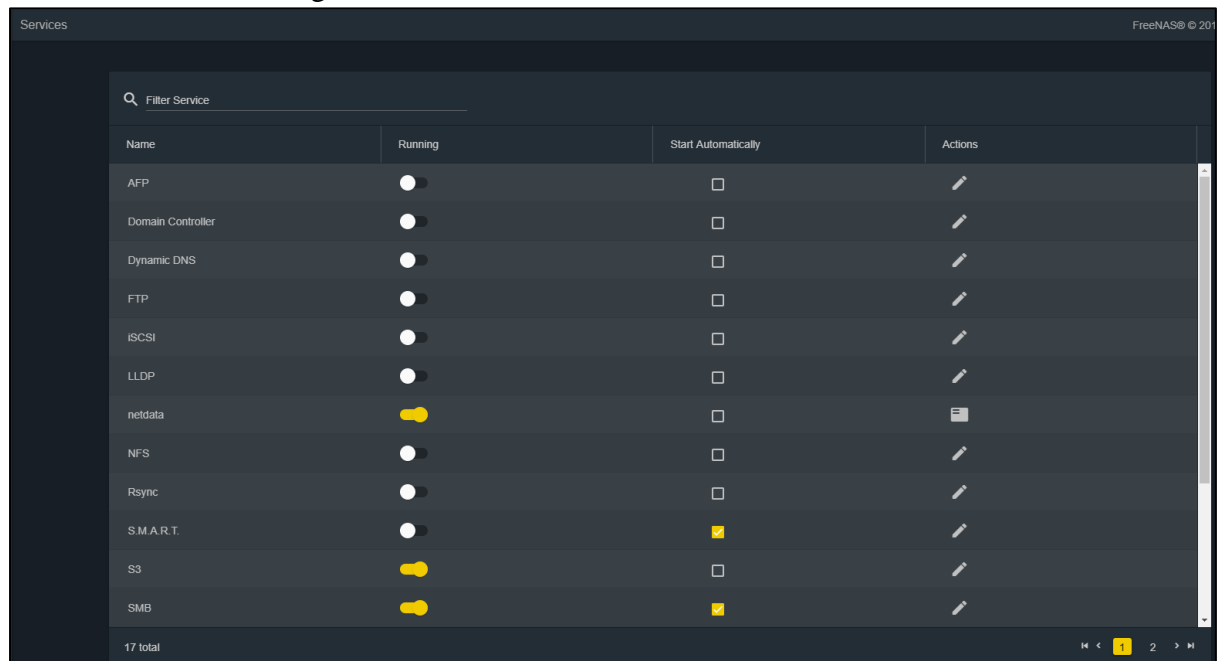 Services FreeNAS® © 201
Filter Service
Name Running Start Automatically Actions
AFP
Domain Controller
Dynamic DNS
FTP
iSCSI
LLDP
netdata
NFS
Rsync
S.M.A.R.T.
S3
SMB
17 total 1 2